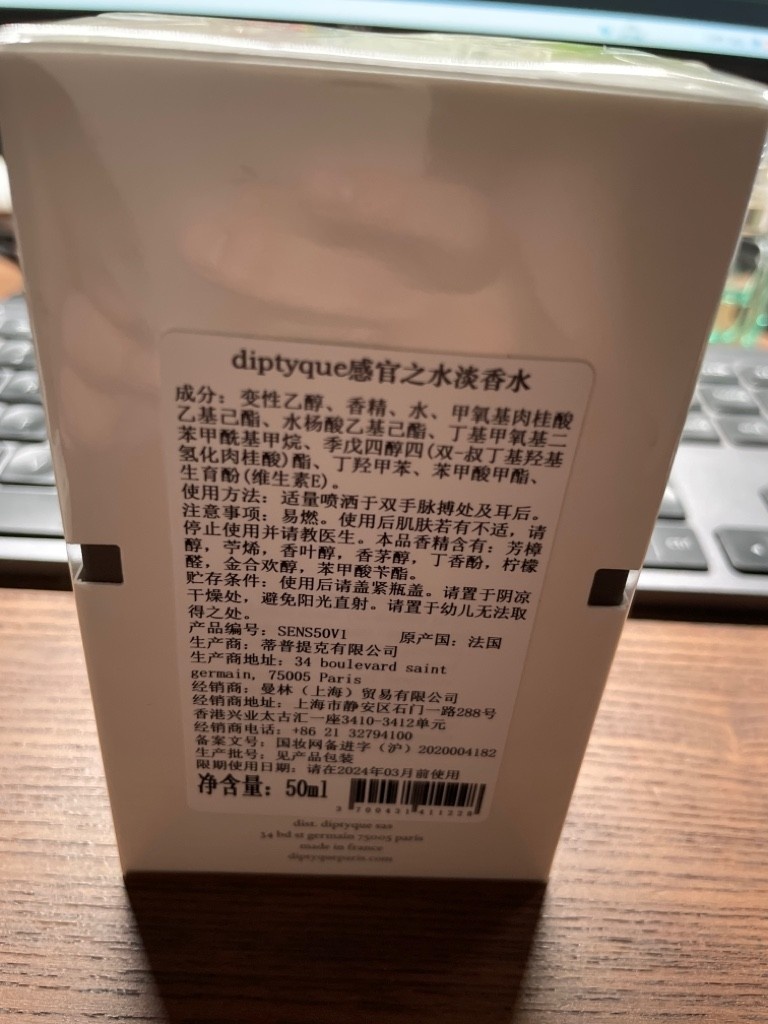 diptyque感官之水淡香水
成分：变性乙醇、香精、水、甲氧基肉桂酸
乙基己酯、水杨酸乙基己酯、丁基甲氧基二
苯甲酰基甲烷、季戊四醇四(双-叔丁基羟基
氢化肉桂酸)酯、丁羟甲苯、苯甲酸甲酯、
生育酚(维生素E)。
使用方法：适量喷洒于双手脉搏处及耳后。
注意事项：易燃。使用后肌肤若有不适，请
停止使用并请教医生。本品香精含有：芳樟
醇，苧烯，香叶醇，香茅醇，丁香酚，柠檬
醛，金合欢醇，苯甲酸苄酯。
贮存条件：使用后请盖紧瓶盖。请置于阴凉
干燥处，避免阳光直射。请置于幼儿无法取
得之处。
产品编号：SENS50V1 原产国：法国
生产商：蒂普提克有限公司
生产商地址：34 boulevard saint
germain, 75005 Paris
经销商：曼林（上海）贸易有限公司
经销商地址：上海市静安区石门一路288号
香港兴业太古汇一座3410-3412单元
经销商电话：+86 21 32794100
备案文号：国妆网备进字（沪）2020004182
生产批号：见产品包装
限期使用日期：请在2024年03月前使用
净含量：50ml
3 700431 411228
dist. diptyque sas
34 bd st germain 75005 paris
made in france
diptyqueparis.com